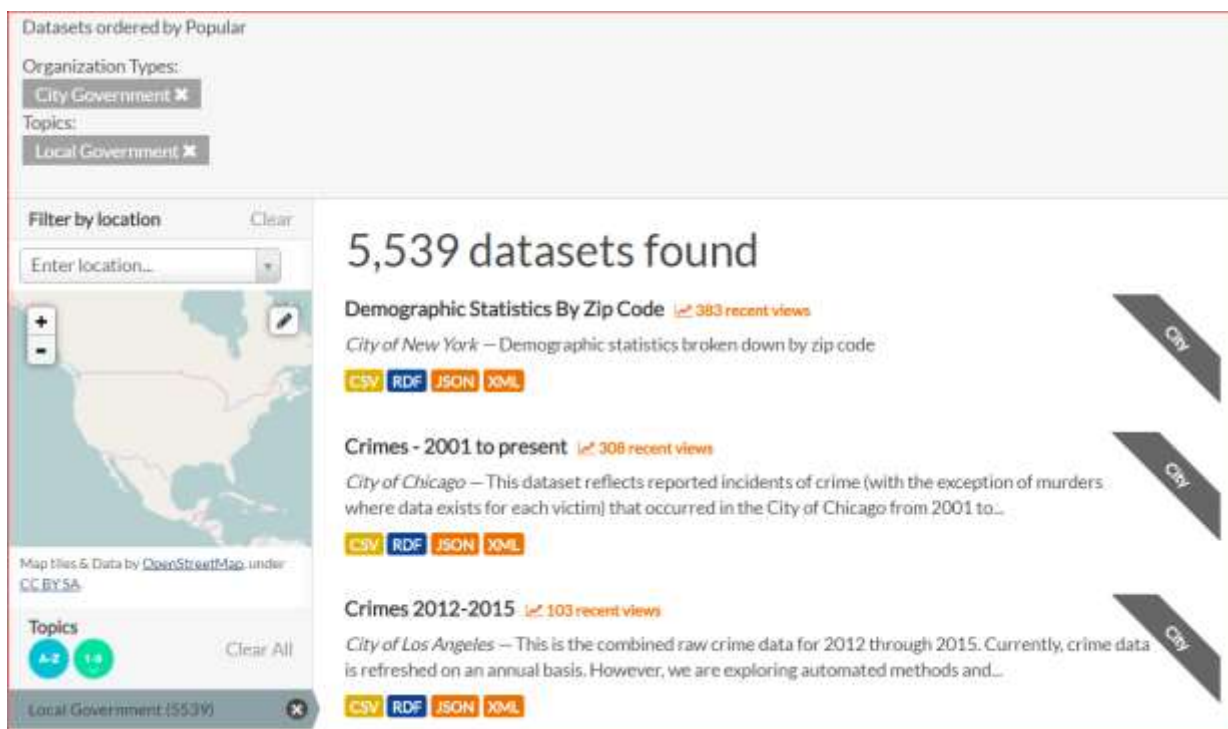 Datasets ordered by Popular
Organization Types:
City Government ✖
Topics:
Local Government ✖
Filter by location Clear
Enter location...
+
-
Map tiles & Data by OpenStreetMap, under
CC BY SA
Topics
A-Z 1-9 Clear All
Local Government (5539)
5,539 datasets found
Demographic Statistics By Zip Code 383 recent views
City of New York — Demographic statistics broken down by zip code
CSV RDF JSON XML
City
Crimes - 2001 to present 308 recent views
City of Chicago — This dataset reflects reported incidents of crime (with the exception of murders
where data exists for each victim) that occurred in the City of Chicago from 2001 to...
CSV RDF JSON XML
City
Crimes 2012-2015 103 recent views
City of Los Angeles — This is the combined raw crime data for 2012 through 2015. Currently, crime data
is refreshed on an annual basis. However, we are exploring automated methods and...
CSV RDF JSON XML
City